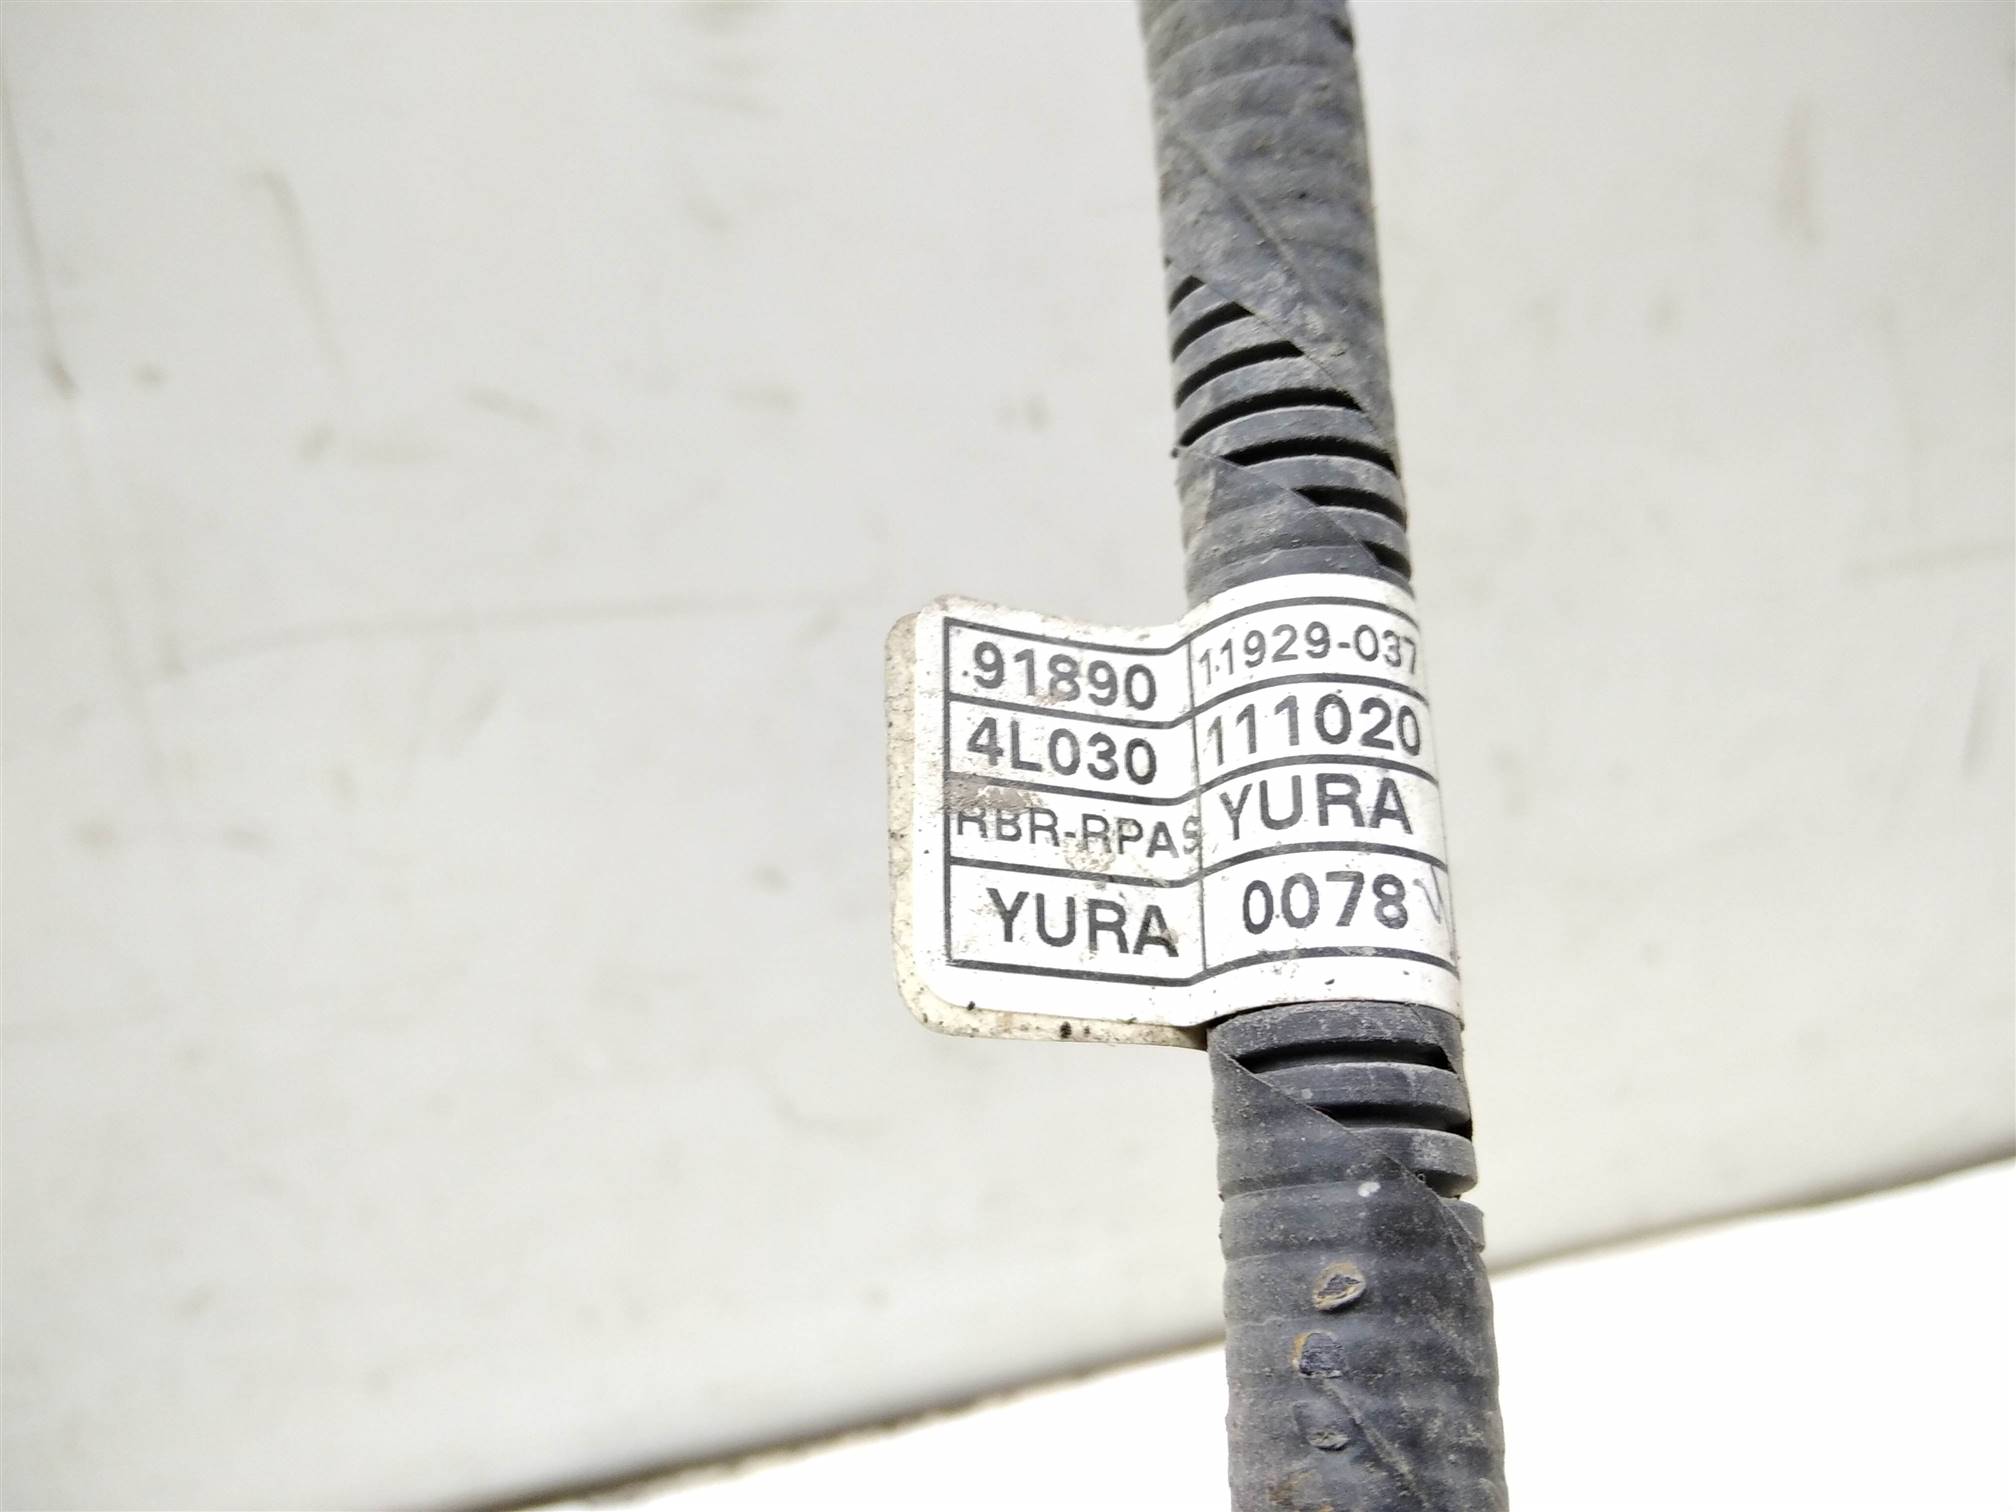 91890 11929-037
4L030 111020
RBR-RPAS YURA
YURA 0078